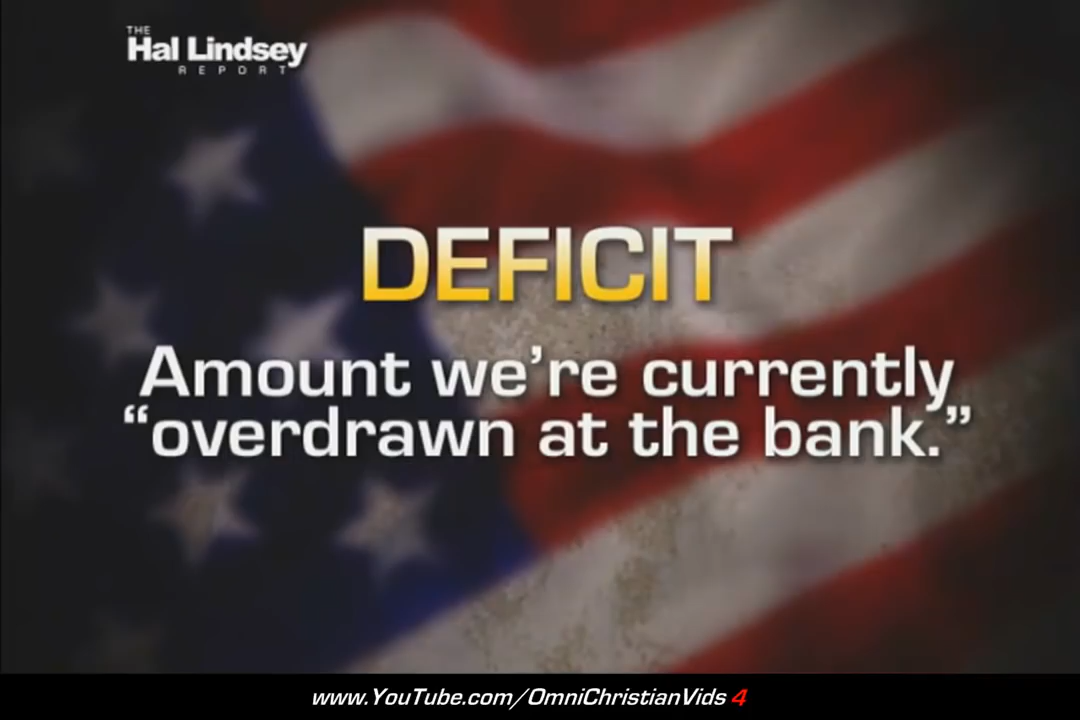 THE
Hal Lindsey
REPORT
DEFICIT
Amount we’re currently
“overdrawn at the bank.”
www.YouTube.com/OmniChristianVids 4